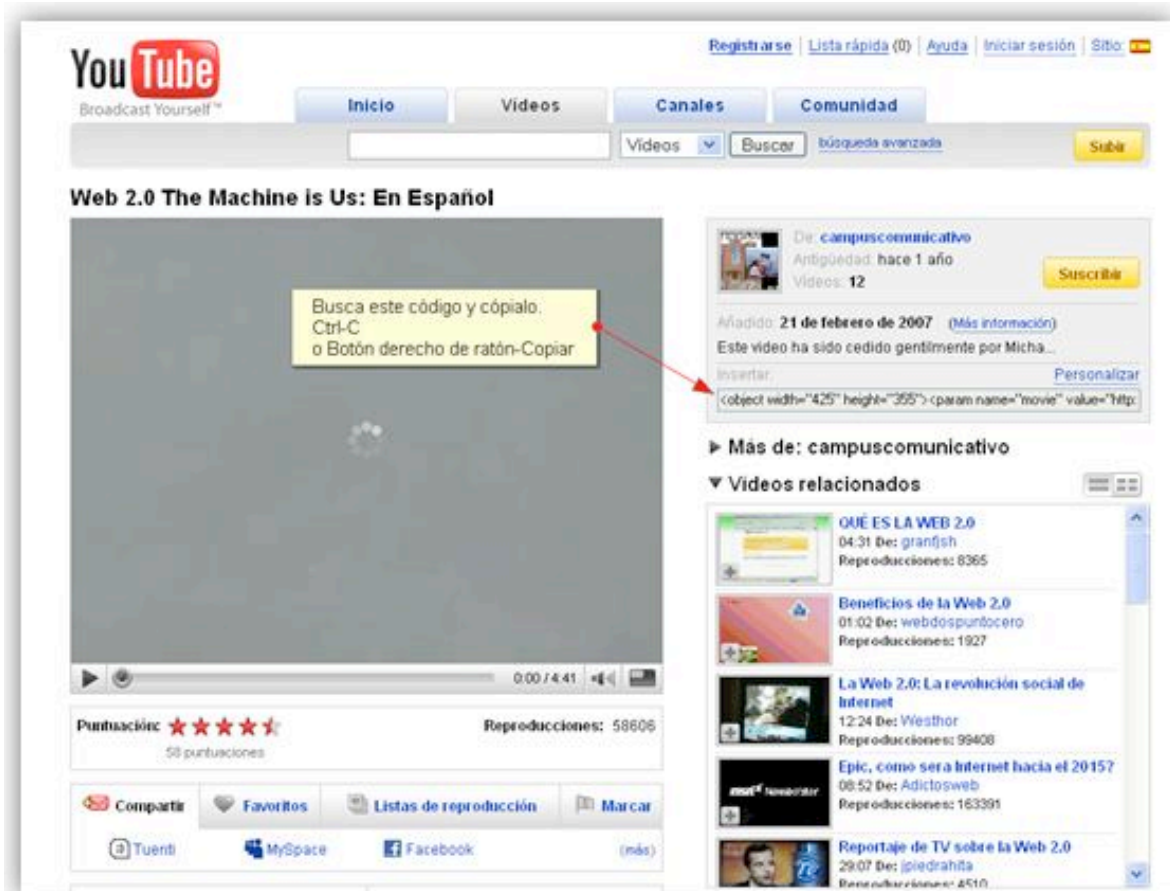 Registrarse | Lista rápida (0) | Ayuda | Iniciar sesión | Sitio:
You Tube
Broadcast Yourself™
Inicio
Vídeos
Canales
Comunidad
Vídeos
Buscar
búsqueda avanzada
Subir
Web 2.0 The Machine is Us: En Español
Busca este código y cópialo.
Ctrl-C
o Botón derecho de ratón-Copiar
0:00 / 4:41
De: campuscomunicativo
Antigüedad: hace 1 año
Vídeos: 12
Suscribir
Añadido: 21 de febrero de 2007 (Más información)
Este video ha sido cedido gentilmente por Micha...
Insertar:
Personalizar
<object width="425" height="355"><param name="movie" value="http:
Más de: campuscomunicativo
Videos relacionados
QUÉ ES LA WEB 2.0
04:31 De: granfjsh
Reproducciones: 8365
Beneficios de la Web 2.0
01:02 De: webdospuntocero
Reproducciones: 1927
La Web 2.0: La revolución social de
Internet
12:24 De: Westhor
Reproducciones: 99408
Epic, como sera Internet hacia el 2015?
08:52 De: Adictosweb
Reproducciones: 163391
Reportaje de TV sobre la Web 2.0
29:07 De: jpiedrahita
Reproducciones: 4510
Puntuación:
58 puntuaciones
Reproducciones: 58606
Compartir
Favoritos
Listas de reproducción
Marcar
Tuenti
MySpace
Facebook
(más)